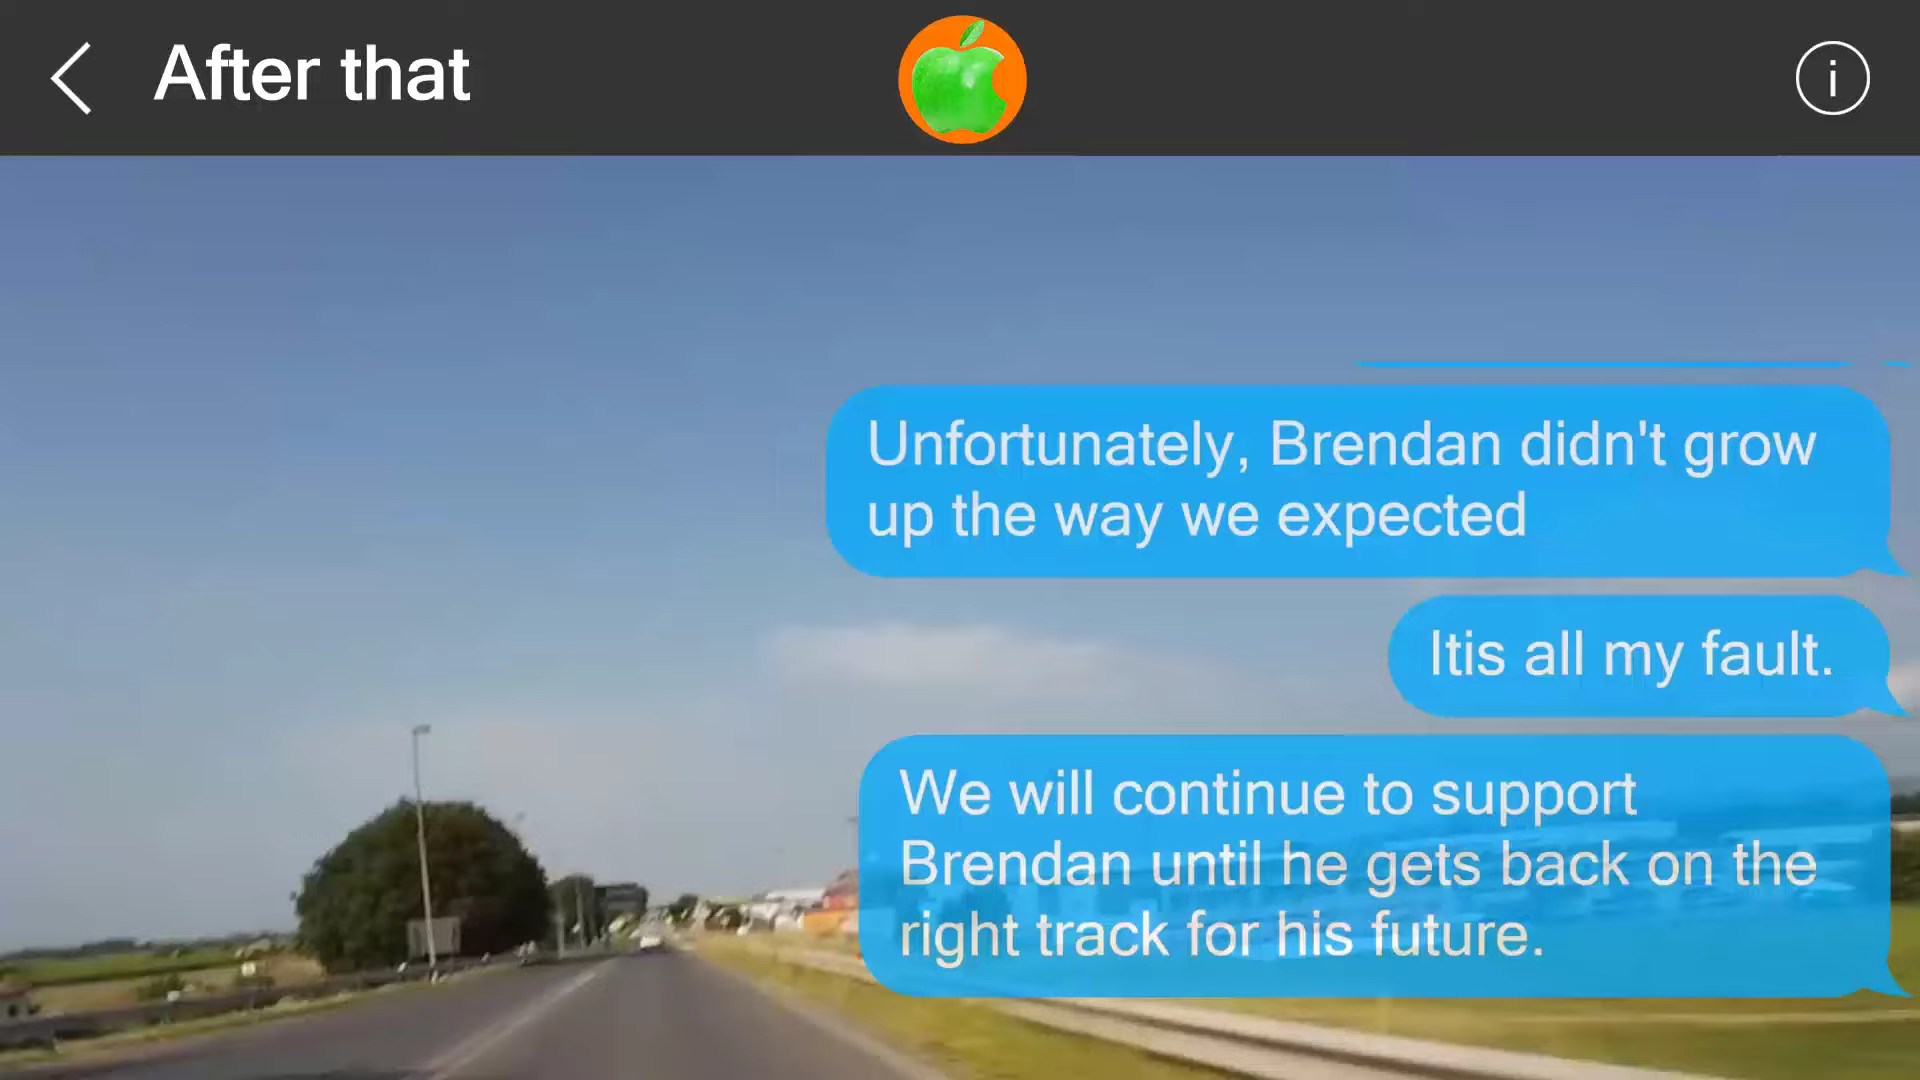 After that
i
Unfortunately, Brendan didn't grow
up the way we expected
Itis all my fault.
We will continue to support
Brendan until he gets back on the
right track for his future.